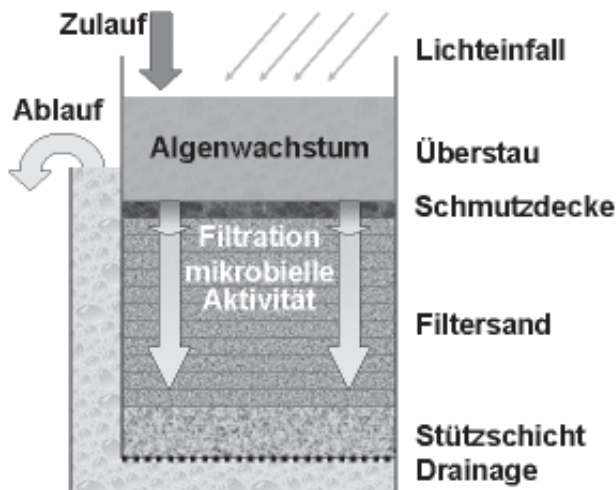 Zulauf
Lichteinfall
Ablauf
Algenwachstum
Überstau
Schmutzdecke
Filtration
mikrobielle
Aktivität
Filtersand
Stützschicht
Drainage